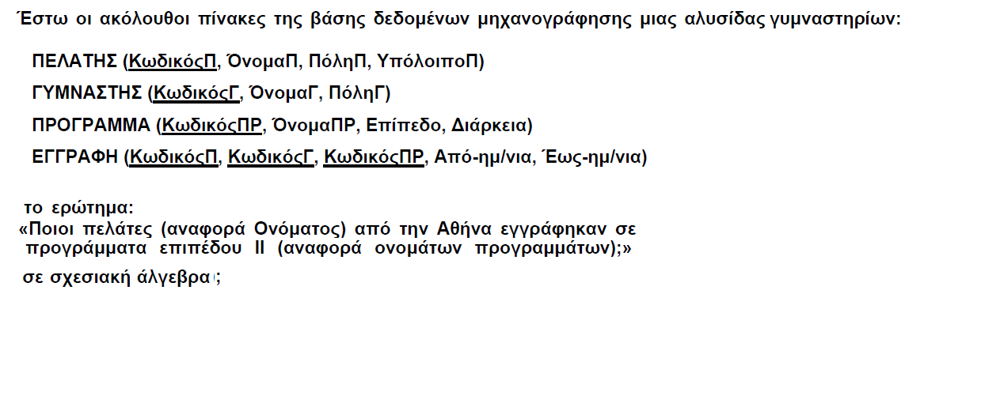 Έστω οι ακόλουθοι πίνακες της βάσης δεδομένων μηχανογράφησης μιας αλυσίδας γυμναστηρίων:
ΠΕΛΑΤΗΣ (ΚωδικόςΠ, ΌνομαΠ, ΠόληΠ, ΥπόλοιποΠ)
ΓΥΜΝΑΣΤΗΣ (ΚωδικόςΓ, ΌνομαΓ, ΠόληΓ)
ΠΡΟΓΡΑΜΜΑ (ΚωδικόςΠΡ, ΌνομαΠΡ, Επίπεδο, Διάρκεια)
ΕΓΓΡΑΦΗ (ΚωδικόςΠ, ΚωδικόςΓ, ΚωδικόςΠΡ, Από-ημ/νια, Έως-ημ/νια)
το ερώτημα:
«Ποιοι πελάτες (αναφορά Ονόματος) από την Αθήνα εγγράφηκαν σε
προγράμματα επιπέδου ΙΙ (αναφορά ονομάτων προγραμμάτων);»
σε σχεσιακή άλγεβρα;